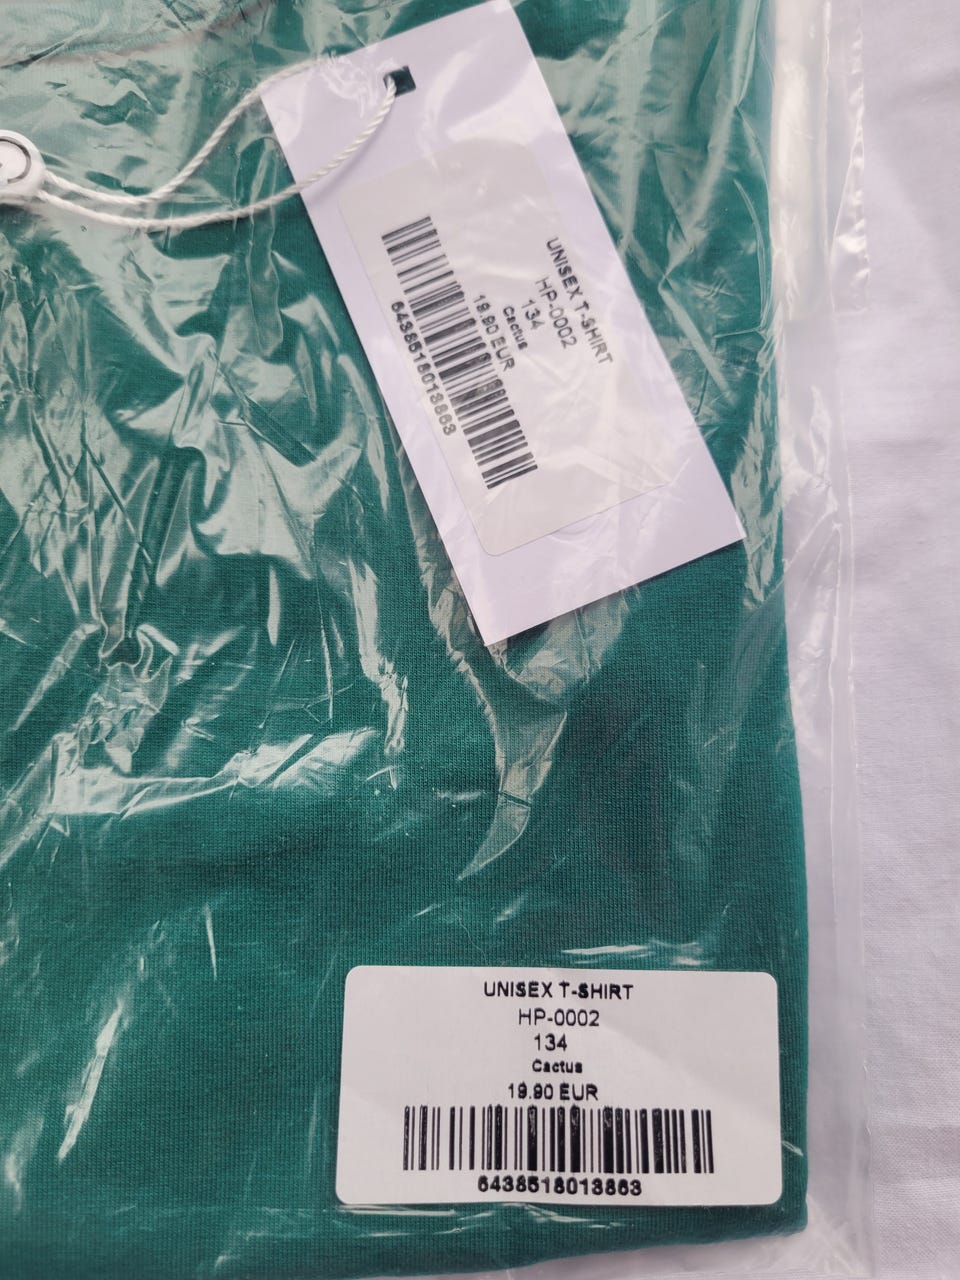 UNISEX T-SHIRT
HP-0002
134
Cactus
19.90 EUR
6438518013863
UNISEX T-SHIRT
HP-0002
134
Cactus
19.90 EUR
6438518013863